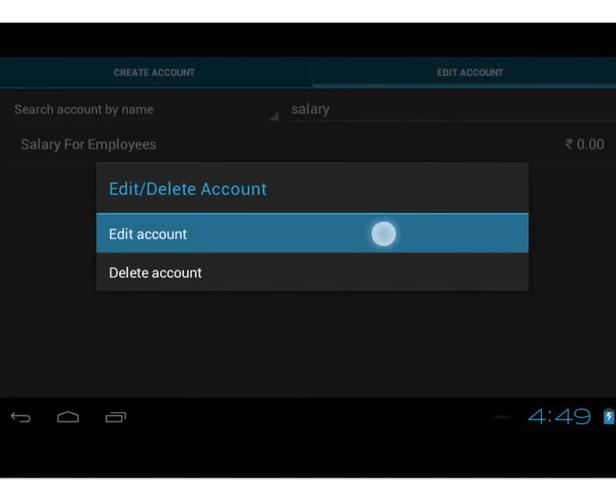 CREATE ACCOUNT EDIT ACCOUNT
Search account by name salary
Salary For Employees ₹ 0.00
Edit/Delete Account
Edit account
Delete account
4:49